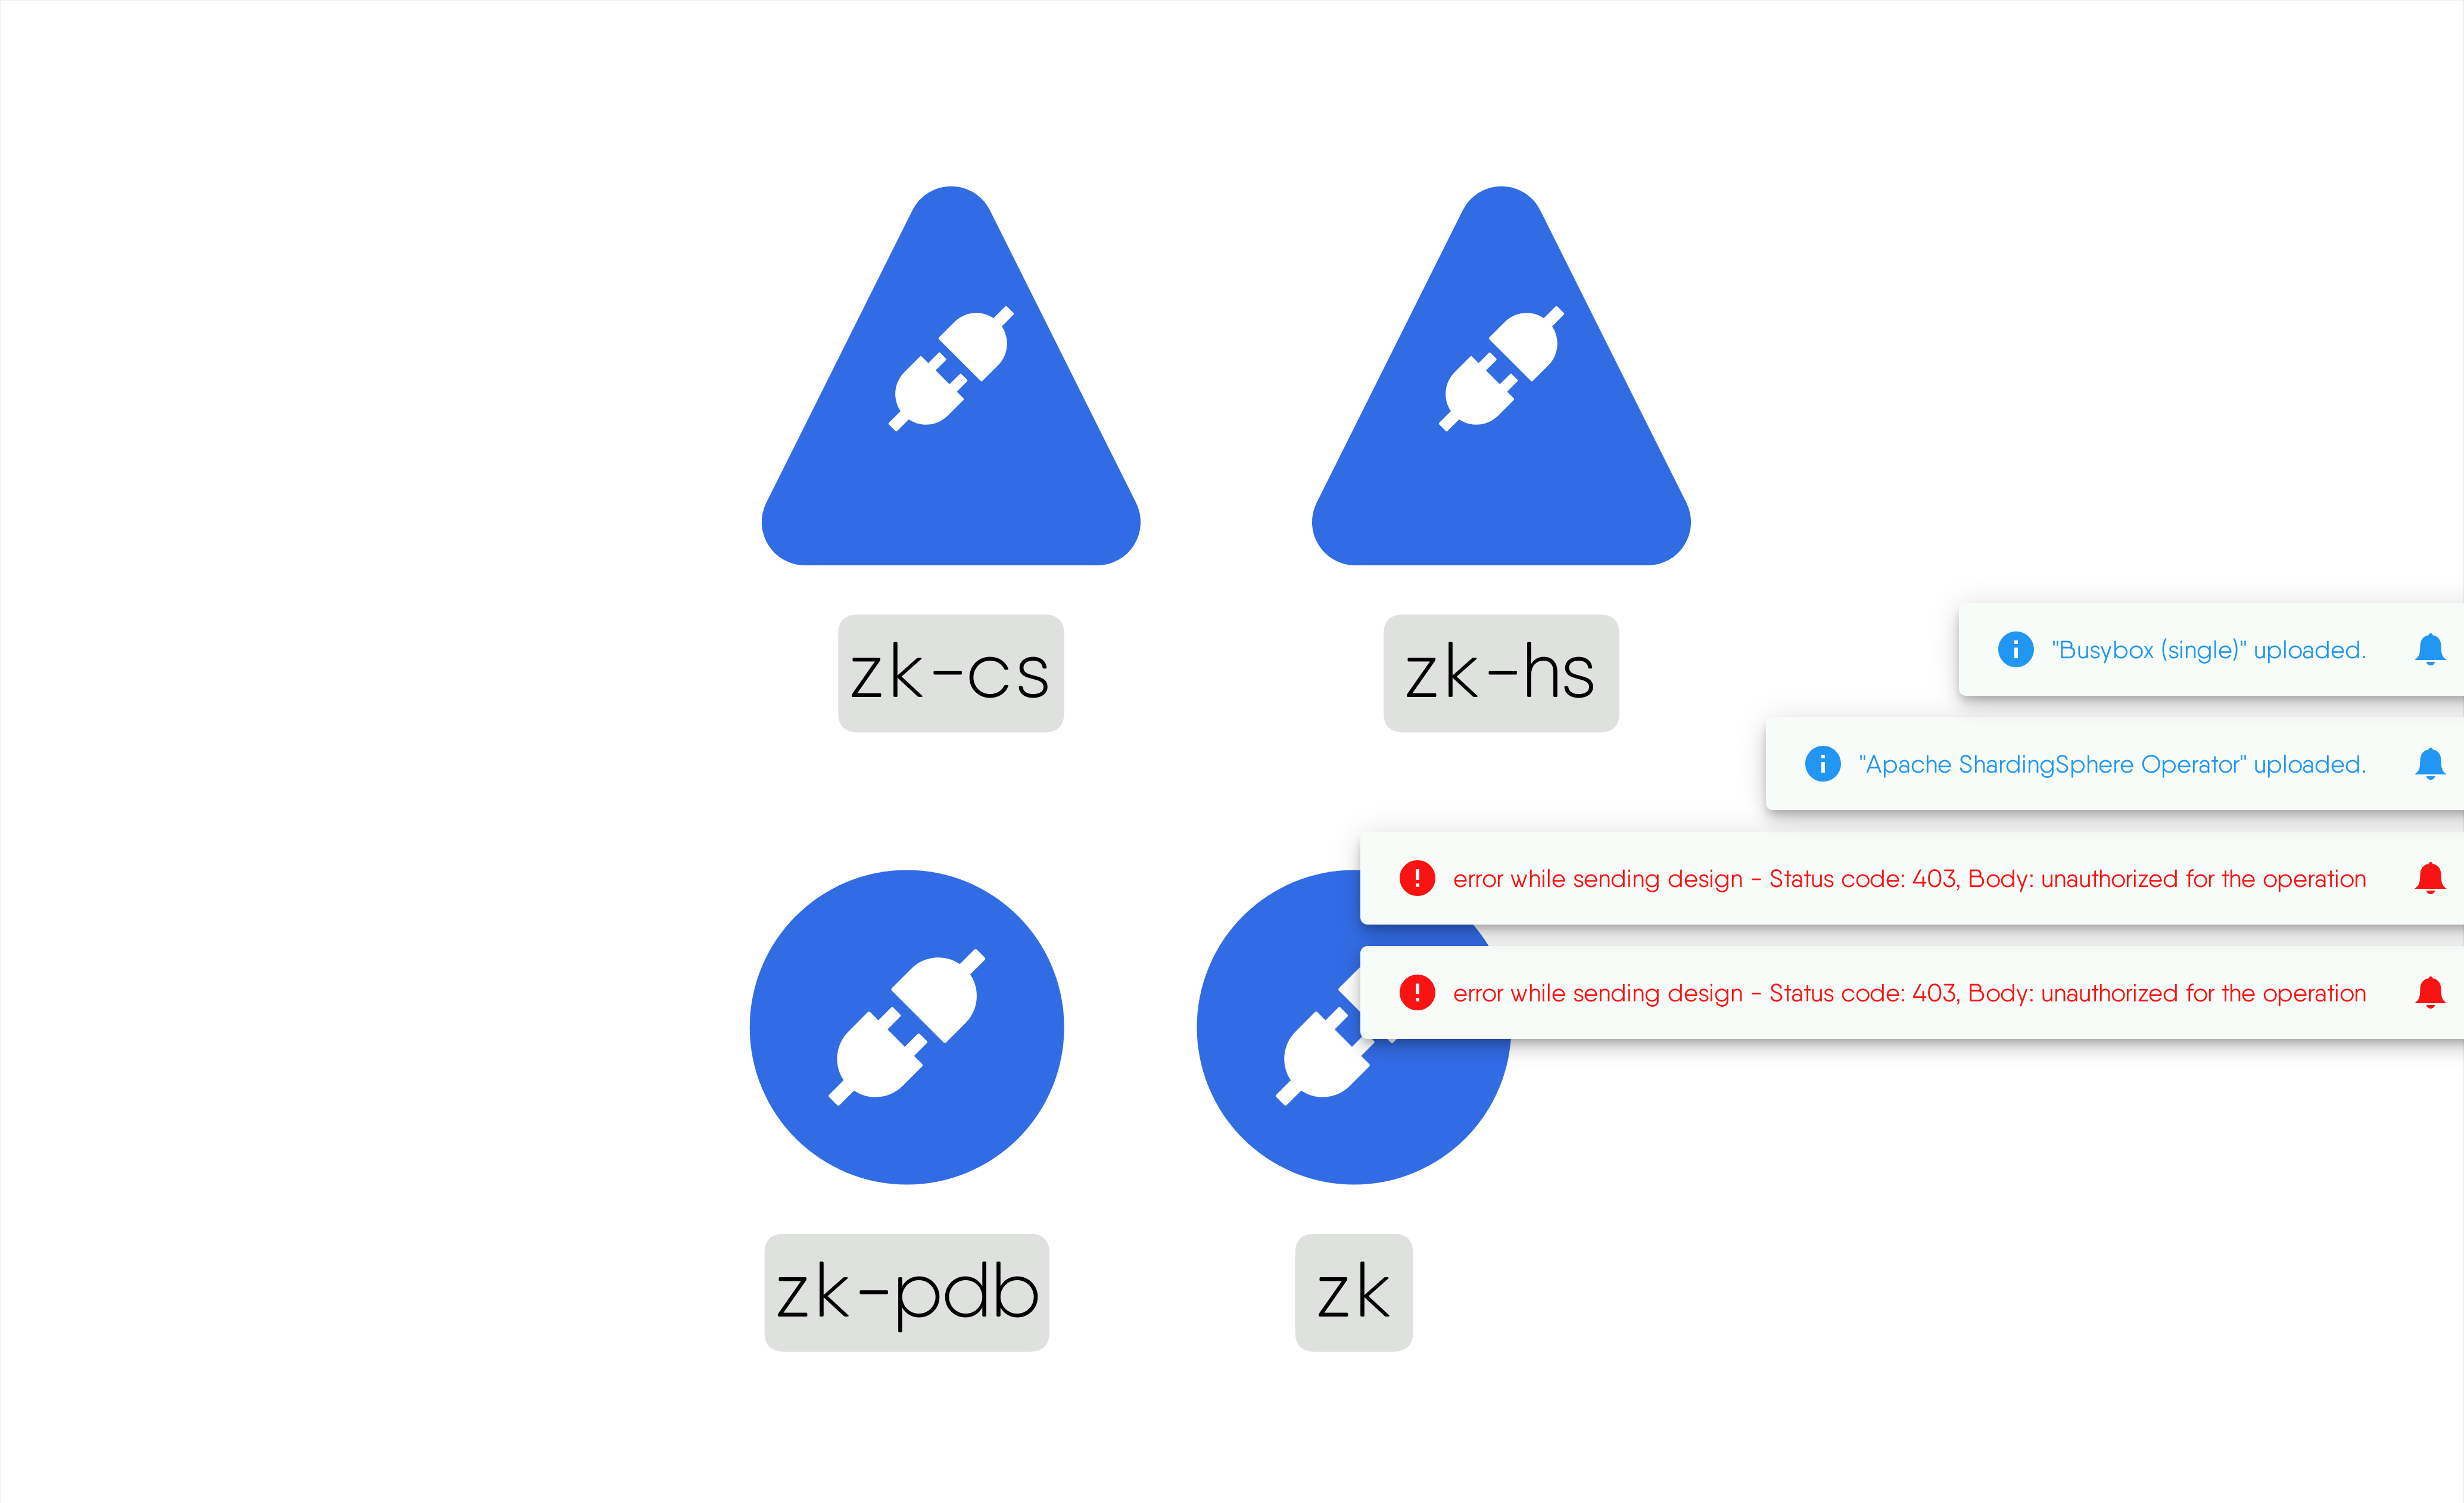 zk-cs
zk-hs
"Busybox (single)" uploaded.
"Apache ShardingSphere Operator" uploaded.
error while sending design - Status code: 403, Body: unauthorized for the operation
error while sending design - Status code: 403, Body: unauthorized for the operation
zk-pdb
zk